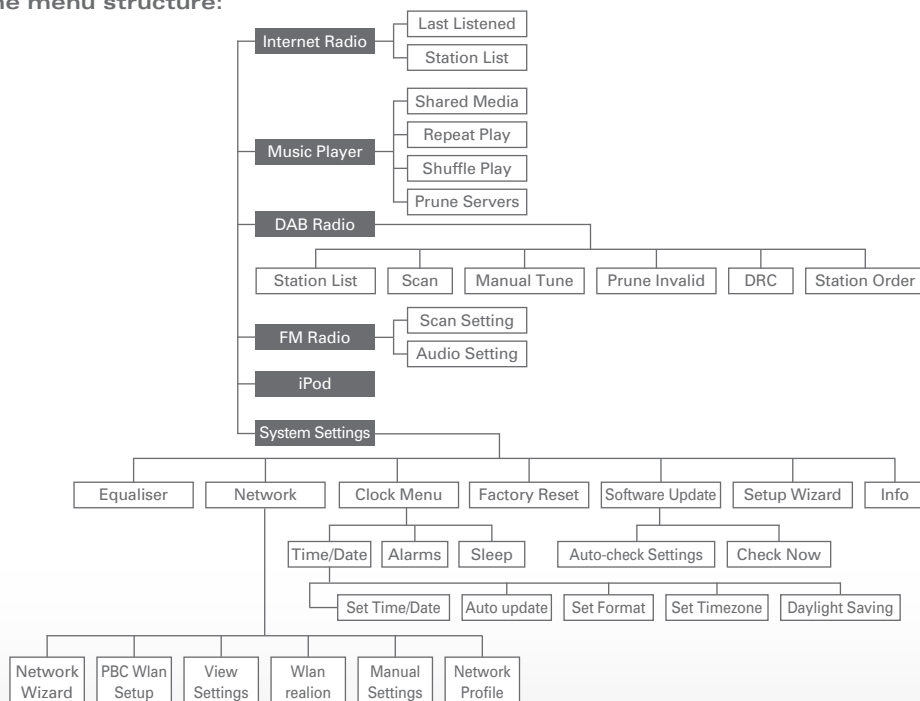 menu structure:
Internet Radio
Last Listened
Station List
Music Player
Shared Media
Repeat Play
Shuffle Play
Prune Servers
DAB Radio
Station List
Scan
Manual Tune
Prune Invalid
DRC
Station Order
FM Radio
Scan Setting
Audio Setting
iPod
System Settings
Equaliser
Network
Clock Menu
Factory Reset
Software Update
Setup Wizard
Info
Time/Date
Alarms
Sleep
Auto-check Settings
Check Now
Set Time/Date
Auto update
Set Format
Set Timezone
Daylight Saving
Network
Wizard
PBC Wlan
Setup
View
Settings
Wlan
realion
Manual
Settings
Network
Profile